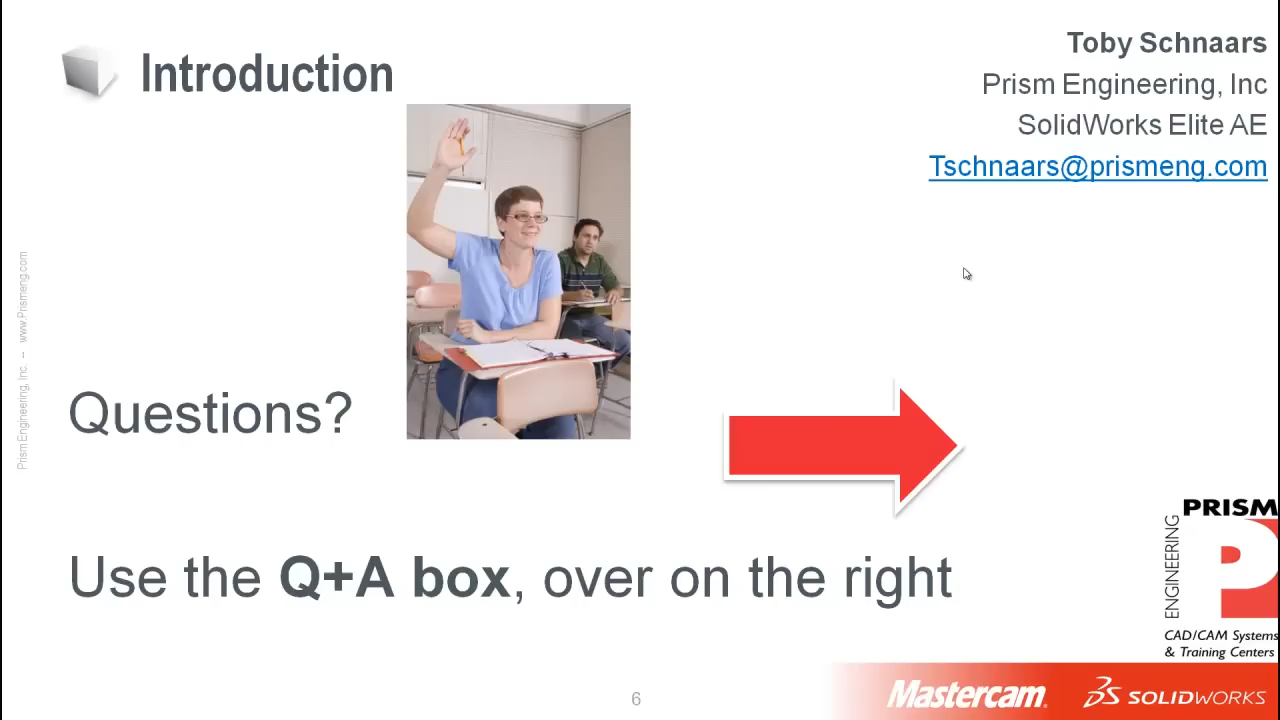 Introduction
Toby Schnaars
Prism Engineering, Inc
SolidWorks Elite AE
Tschnaars@prismeng.com
Prism Engineering, Inc. – www.Prismeng.com
Questions?
Use the Q+A box, over on the right
PRISM
ENGINEERING
P
CAD/CAM Systems
& Training Centers
6
Mastercam®
DS SOLIDWORKS